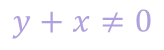 y + x ≠ 0